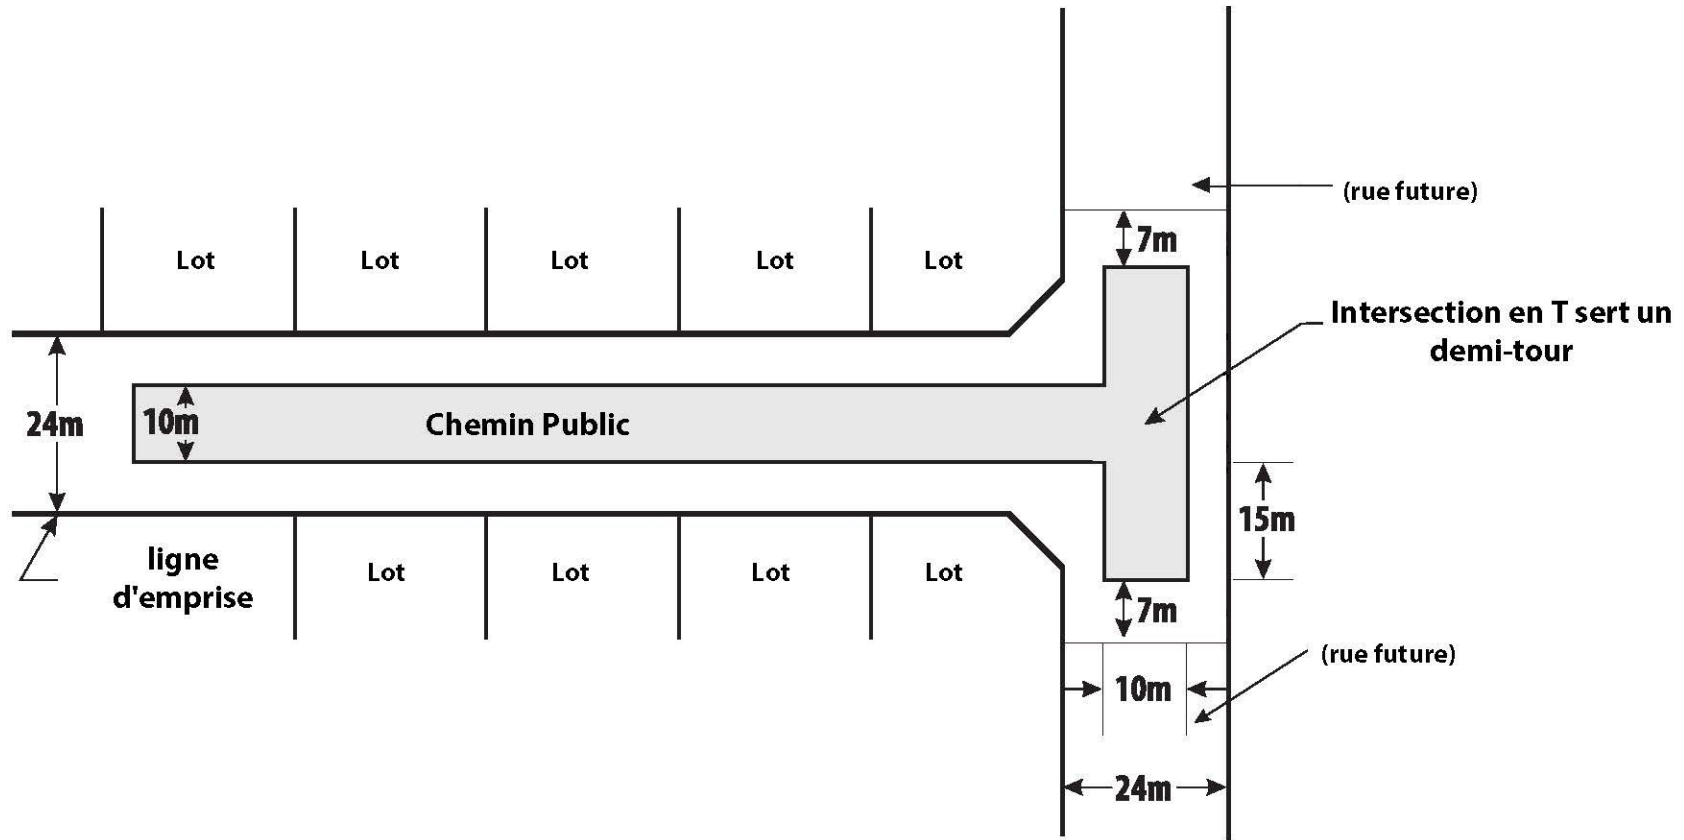 (rue future)
7m
Lot
Lot
Lot
Lot
Lot
Intersection en T sert un
demi-tour
24m
10m
Chemin Public
15m
ligne
d'emprise
Lot
Lot
Lot
Lot
7m
(rue future)
10m
24m